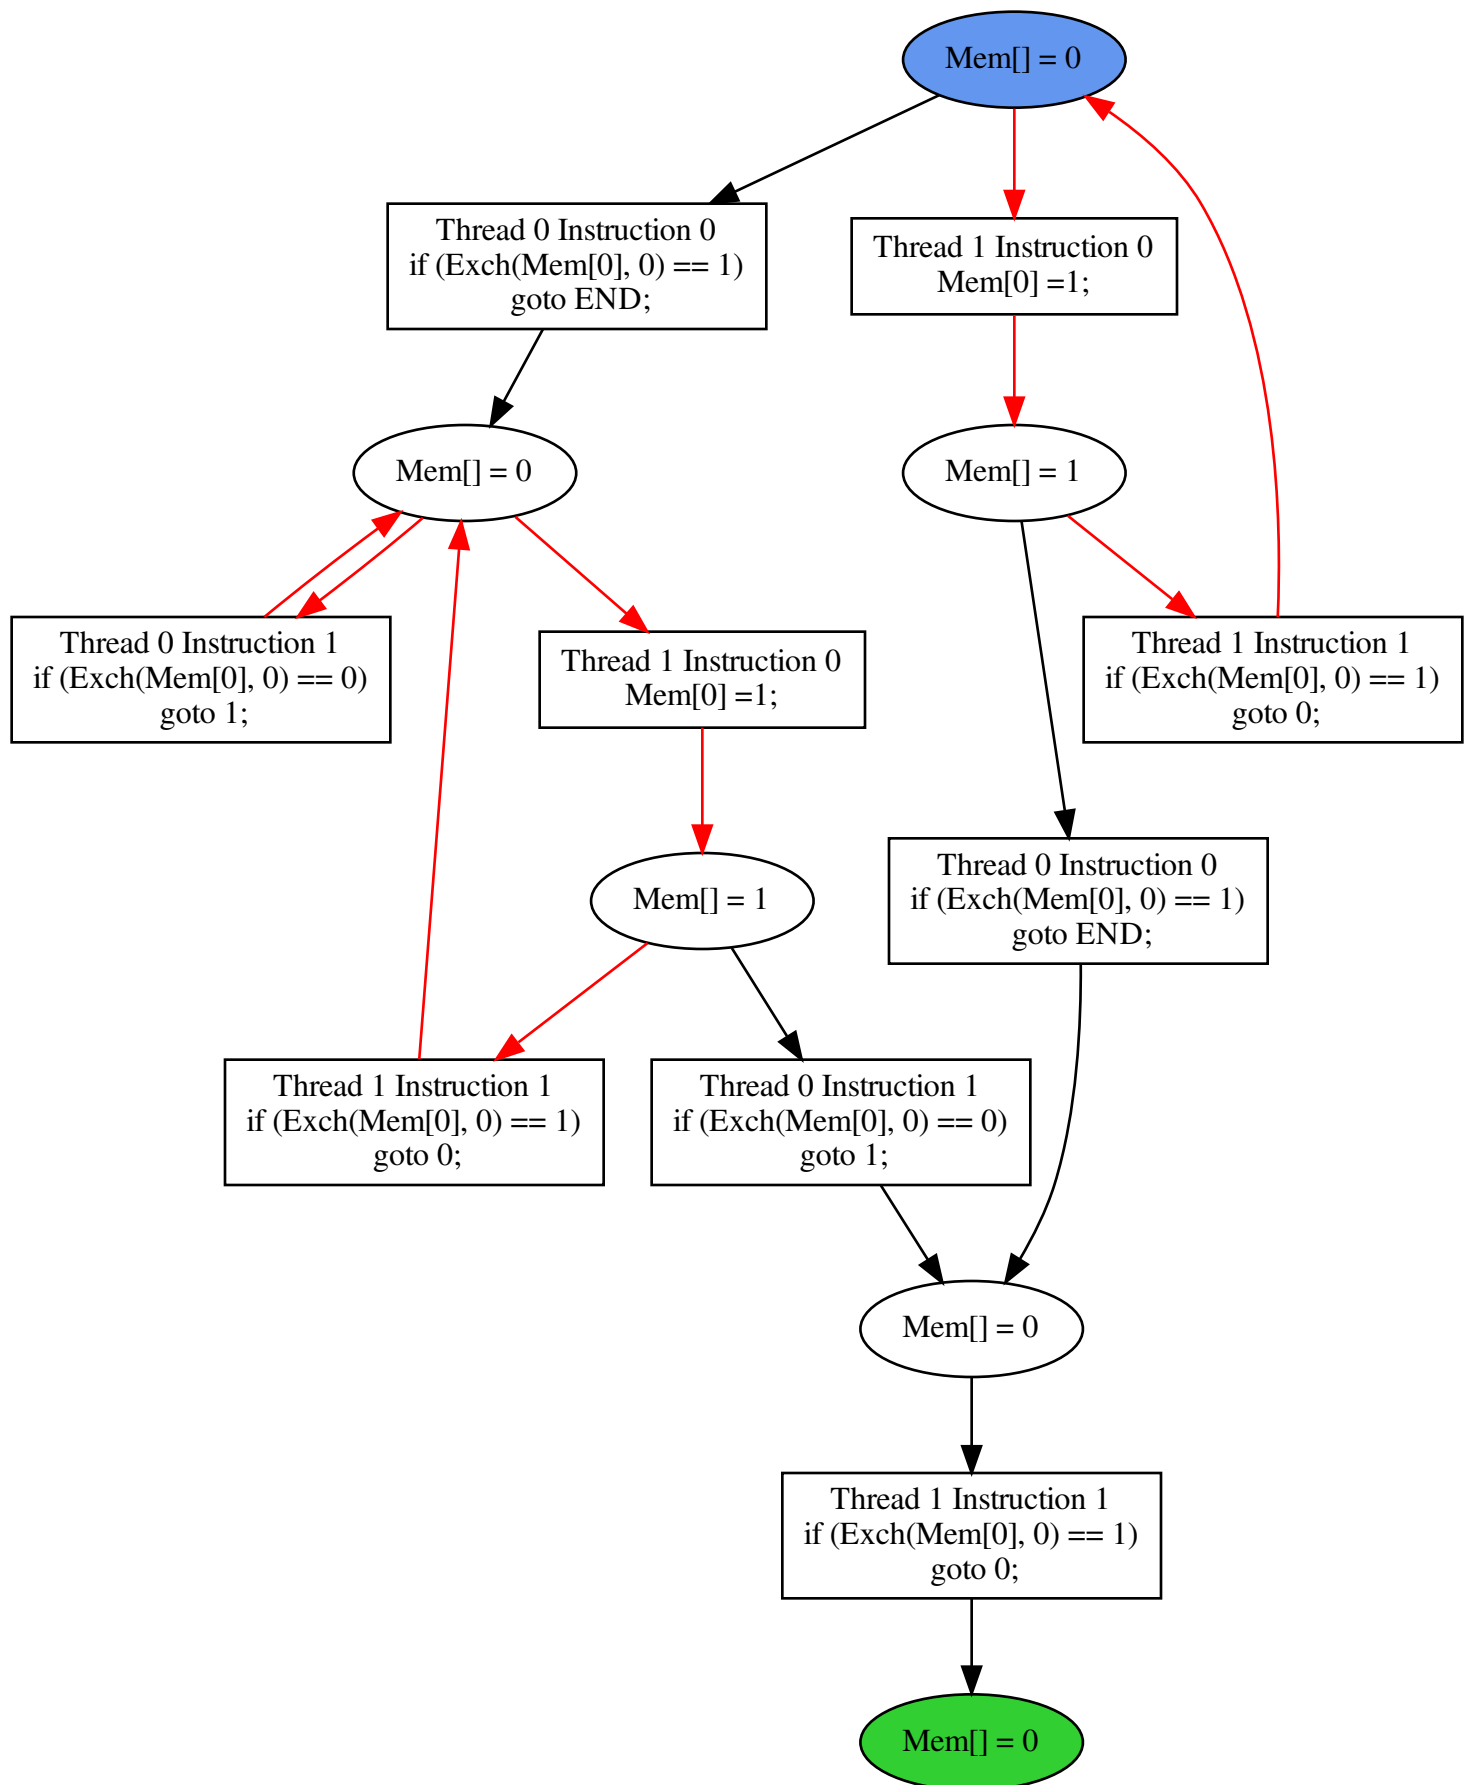 Mem[] = 0
Thread 0 Instruction 0
if (Exch(Mem[0], 0) == 1)
goto END;
Thread 1 Instruction 0
Mem[0] =1;
Mem[] = 0
Mem[] = 1
Thread 0 Instruction 1
if (Exch(Mem[0], 0) == 0)
goto 1;
Thread 1 Instruction 0
Mem[0] =1;
Thread 1 Instruction 1
if (Exch(Mem[0], 0) == 1)
goto 0;
Mem[] = 1
Thread 0 Instruction 0
if (Exch(Mem[0], 0) == 1)
goto END;
Thread 1 Instruction 1
if (Exch(Mem[0], 0) == 1)
goto 0;
Thread 0 Instruction 1
if (Exch(Mem[0], 0) == 0)
goto 1;
Mem[] = 0
Thread 1 Instruction 1
if (Exch(Mem[0], 0) == 1)
goto 0;
Mem[] = 0